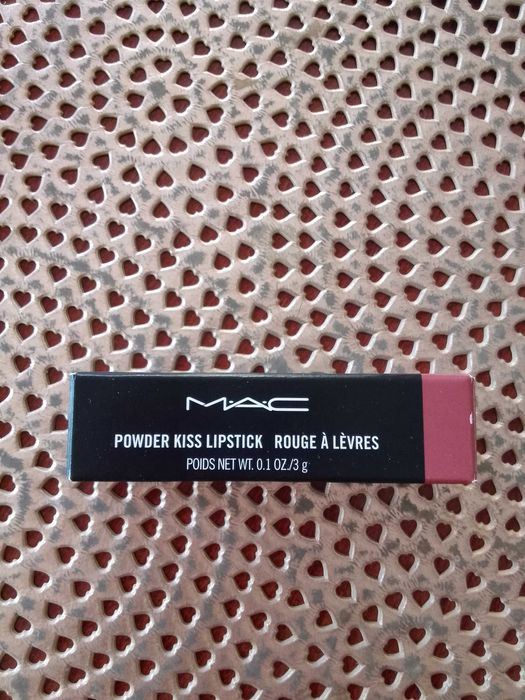 M·A·C
POWDER KISS LIPSTICK ROUGE À LÈVRES
POIDS NET WT. 0.1 OZ./3 g